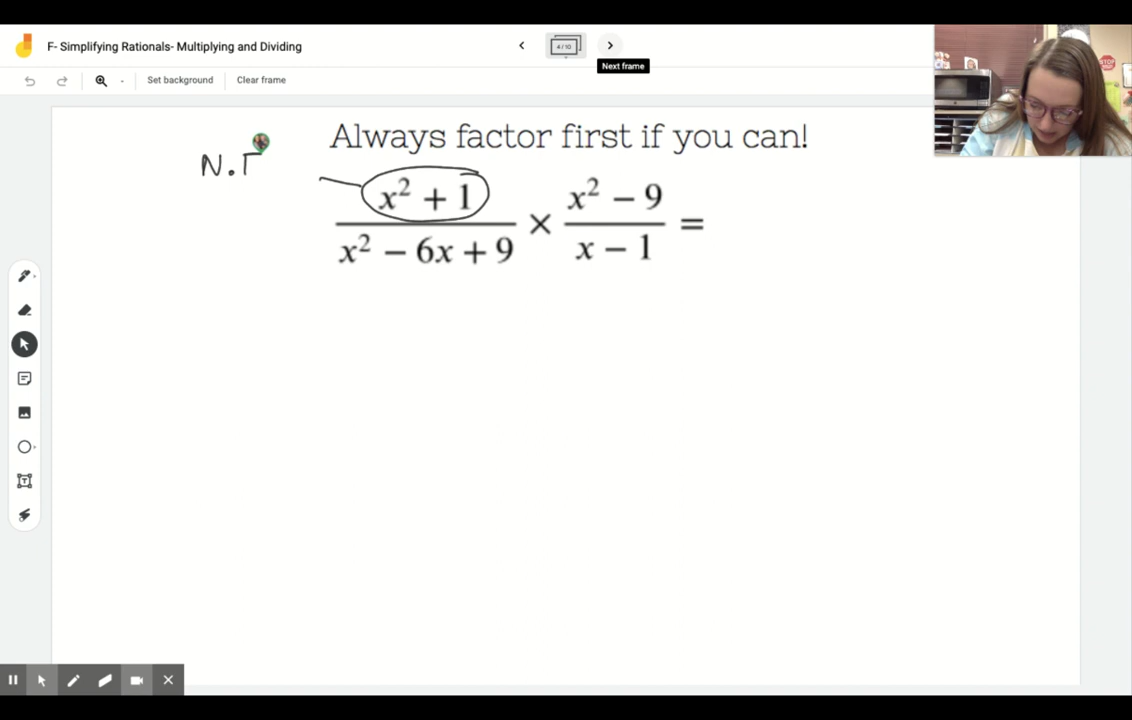 F- Simplifying Rationals- Multiplying and Dividing
4/10
Next frame
Set background
Clear frame
STOP
Always factor first if you can!
N.F
x² + 1
x² − 6x + 9
×
x² − 9
x − 1
=